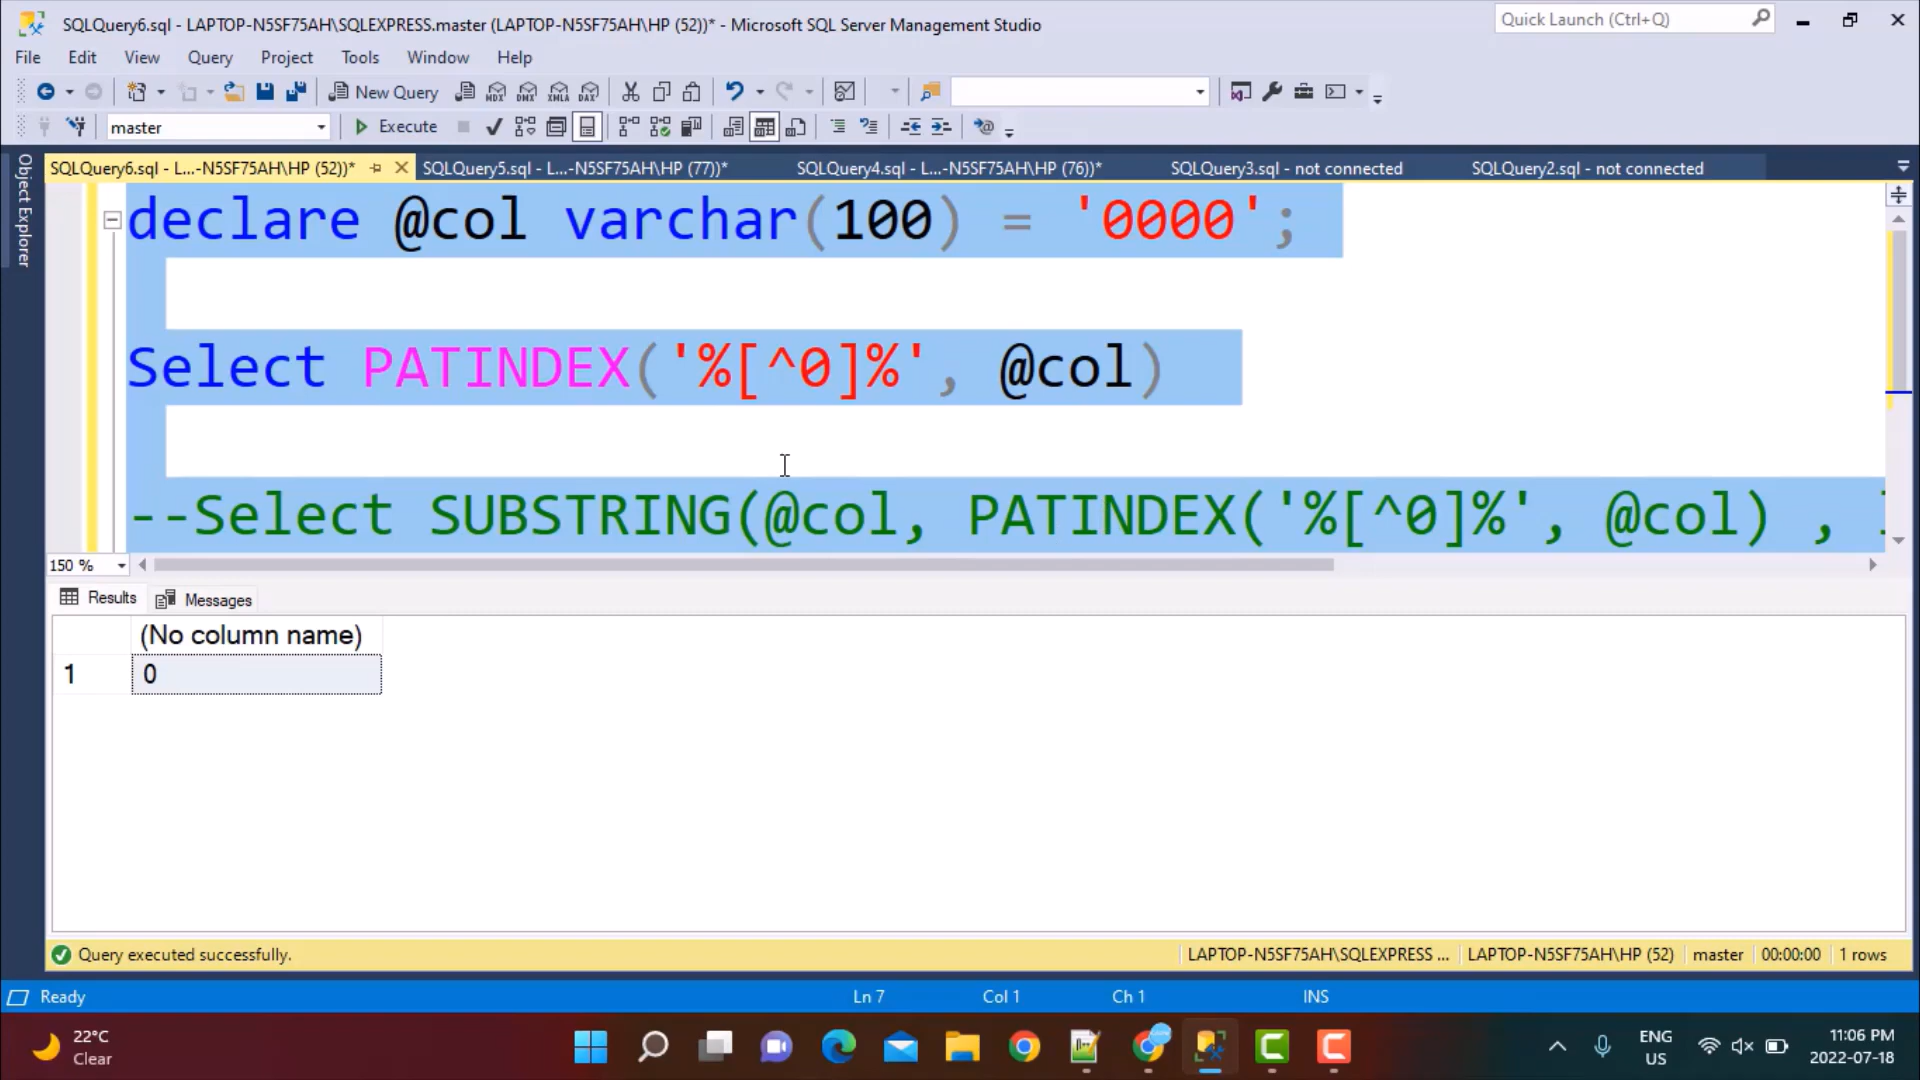 SQLQuery6.sql - LAPTOP-N5SF75AH\SQLEXPRESS.master (LAPTOP-N5SF75AH\HP (52))* - Microsoft SQL Server Management Studio
Quick Launch (Ctrl+Q)
File Edit View Query Project Tools Window Help
New Query MDX DMX XMLA DAX
master Execute
SQLQuery6.sql - L...-N5SF75AH\HP (52))* SQLQuery5.sql - L...-N5SF75AH\HP (77))* SQLQuery4.sql - L...-N5SF75AH\HP (76))* SQLQuery3.sql - not connected SQLQuery2.sql - not connected
Object Explorer
declare @col varchar(100) = '0000';
Select PATINDEX('%[^0]%', @col)
--Select SUBSTRING(@col, PATINDEX('%[^0]%', @col) ,
150 %
Results Messages
(No column name)
1 0
Query executed successfully. LAPTOP-N5SF75AH\SQLEXPRESS ... LAPTOP-N5SF75AH\HP (52) master 00:00:00 1 rows
Ready Ln 7 Col 1 Ch 1 INS
22°C
Clear
ENG
US
11:06 PM
2022-07-18